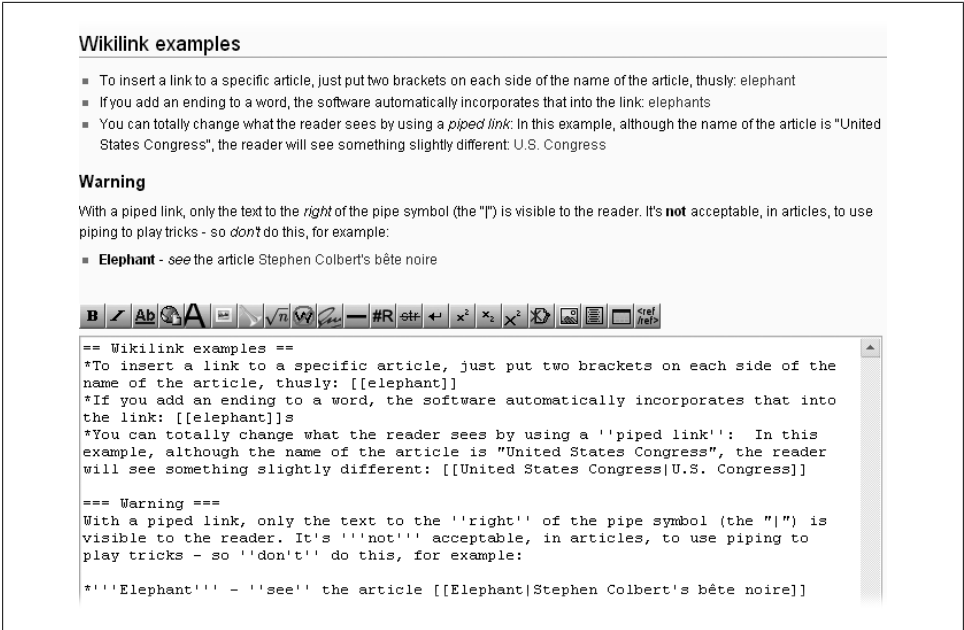 Wikilink examples
To insert a link to a specific article, just put two brackets on each side of the name of the article, thusly: elephant
If you add an ending to a word, the software automatically incorporates that into the link: elephants
You can totally change what the reader sees by using a piped link: In this example, although the name of the article is "United
States Congress", the reader will see something slightly different: U.S. Congress
Warning
With a piped link, only the text to the right of the pipe symbol (the "|") is visible to the reader. It's not acceptable, in articles, to use
piping to play tricks - so don't do this, for example:
Elephant - see the article Stephen Colbert's bête noire
B I Ab A √n W #R str x² x₂ x² <ref/ref>
== Wikilink examples ==
*To insert a link to a specific article, just put two brackets on each side of the
name of the article, thusly: [[elephant]]
*If you add an ending to a word, the software automatically incorporates that into
the link: [[elephant]]s
*You can totally change what the reader sees by using a ''piped link'':  In this
example, although the name of the article is "United States Congress", the reader
will see something slightly different: [[United States Congress|U.S. Congress]]
=== Warning ===
With a piped link, only the text to the ''right'' of the pipe symbol (the "|") is
visible to the reader. It's '''not''' acceptable, in articles, to use piping to
play tricks - so ''don't'' do this, for example:
*'''Elephant''' - ''see'' the article [[Elephant|Stephen Colbert's bête noire]]